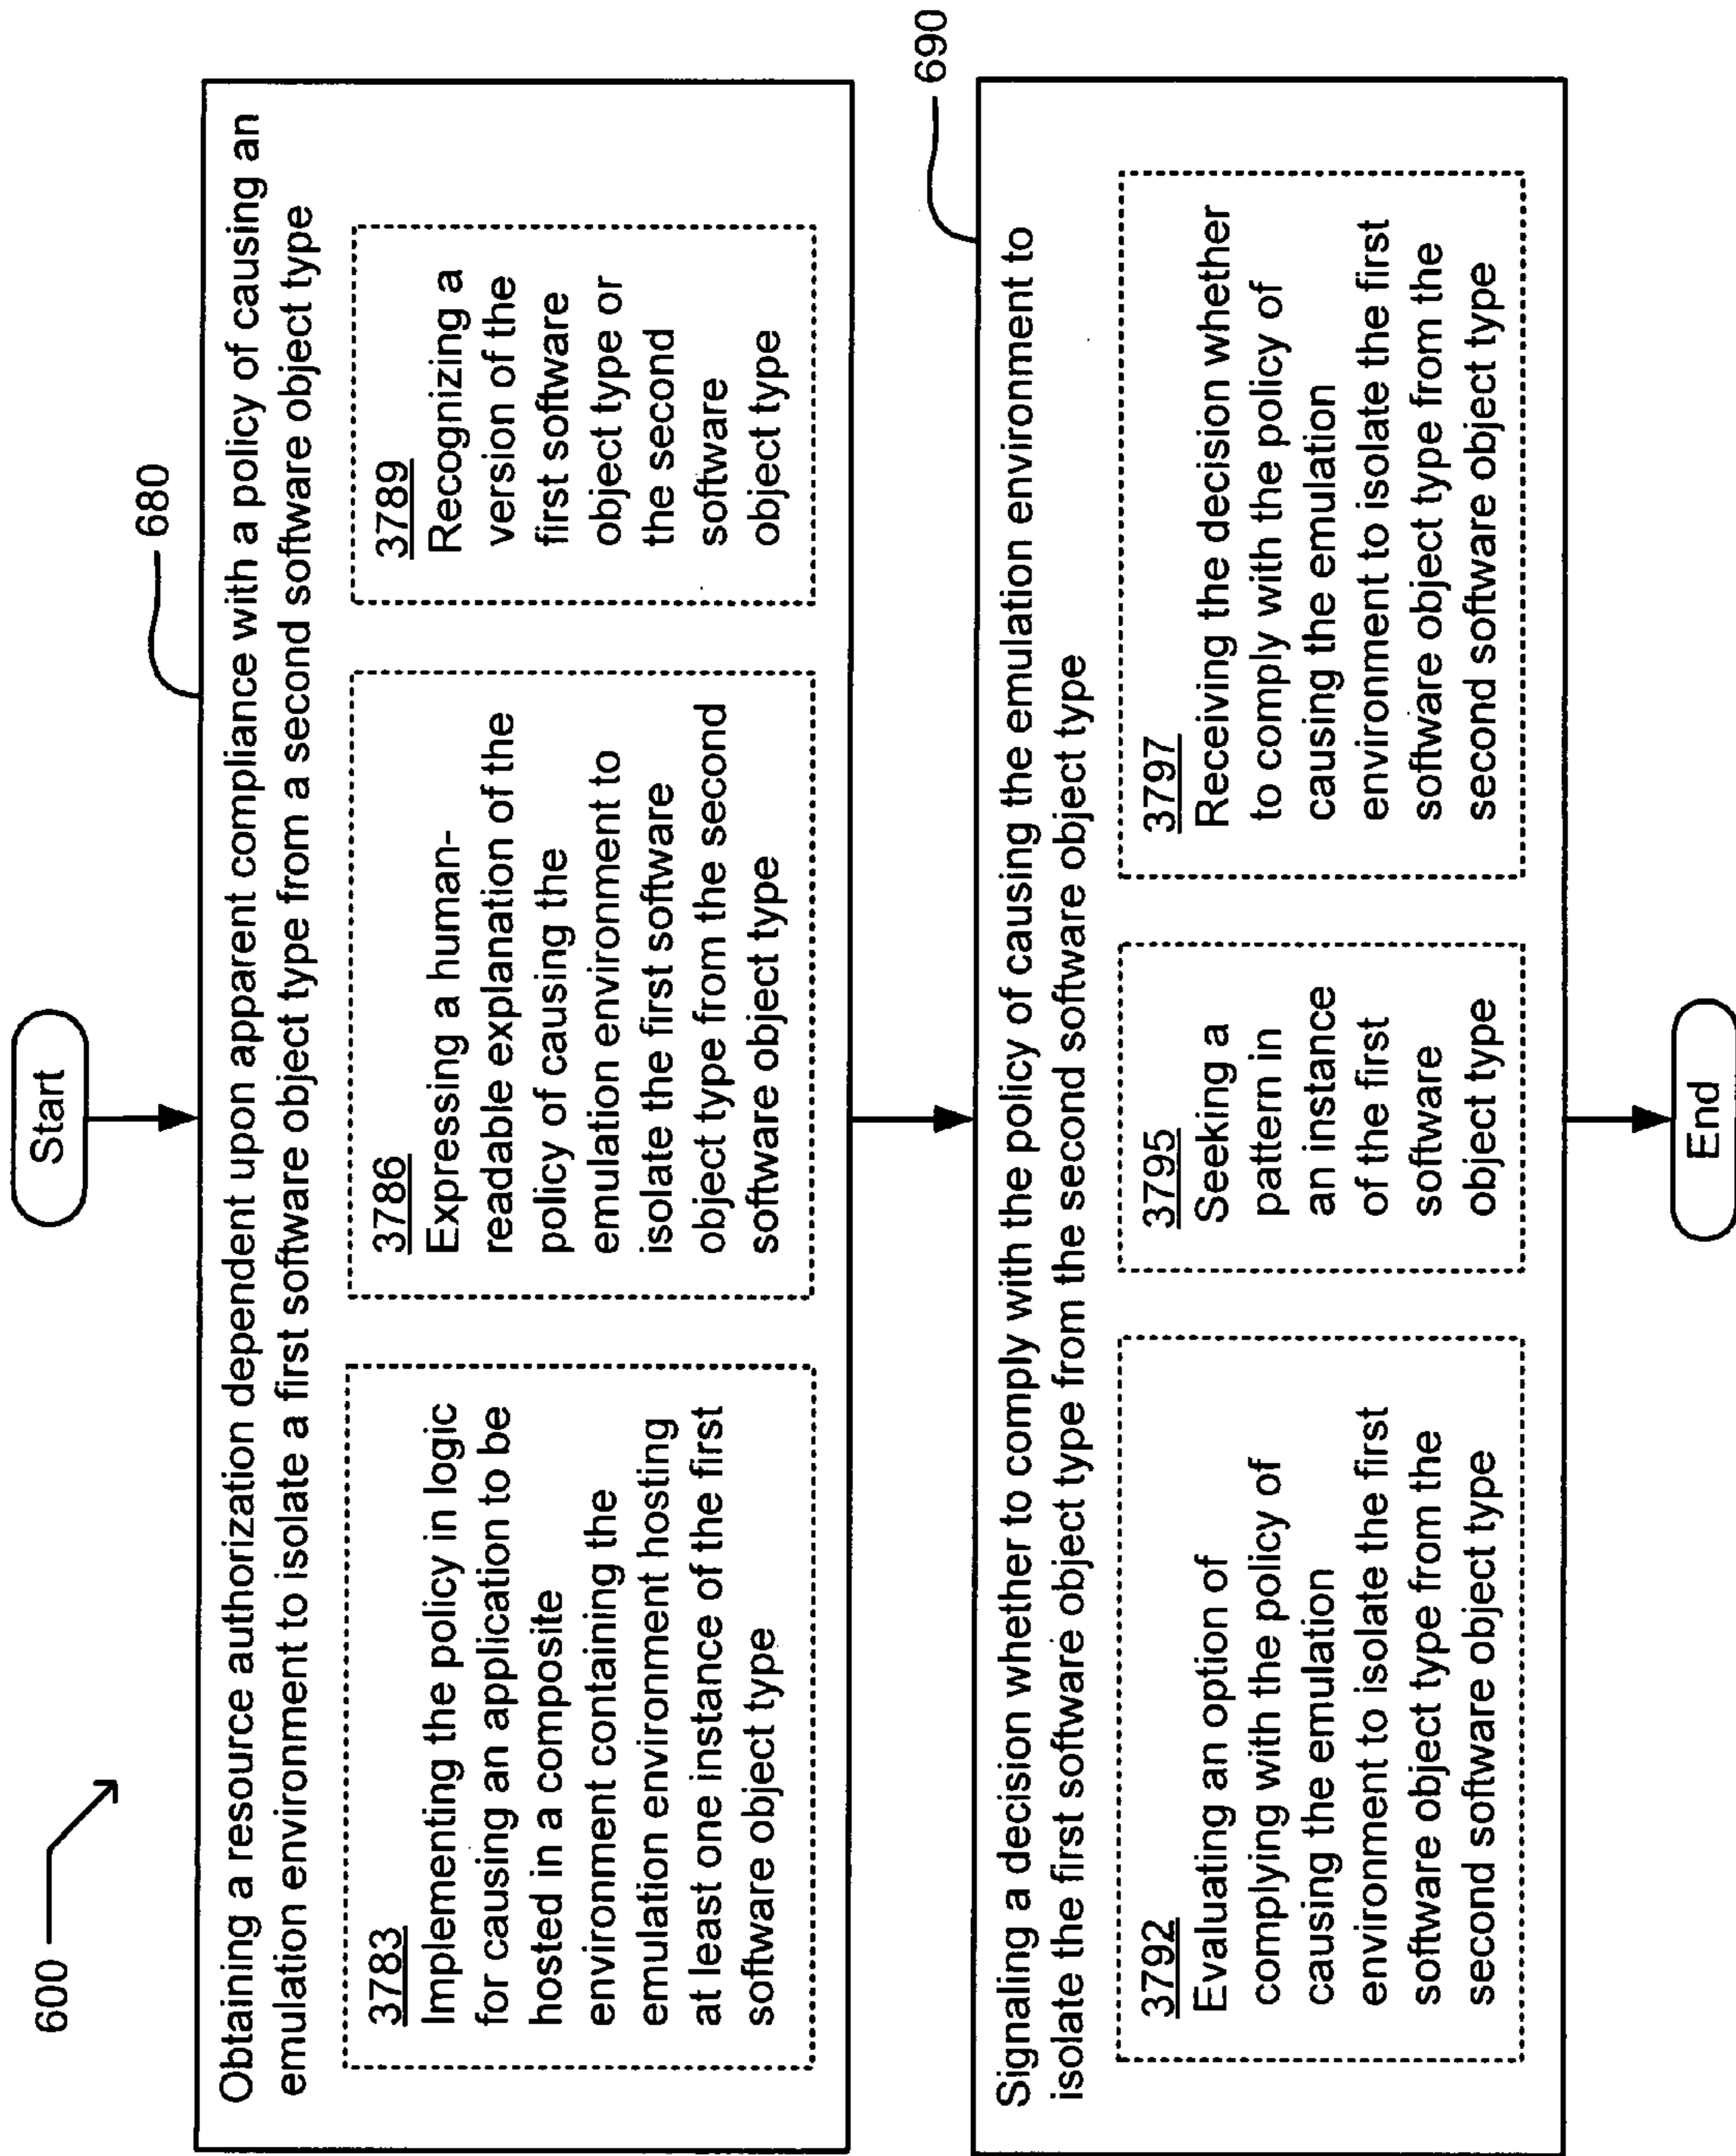 600
Start
680
Obtaining a resource authorization dependent upon apparent compliance with a policy of causing an
emulation environment to isolate a first software object type from a second software object type
3783
Implementing the policy in logic
for causing an application to be
hosted in a composite
environment containing the
emulation environment hosting
at least one instance of the first
software object type
3786
Expressing a human-
readable explanation of the
policy of causing the
emulation environment to
isolate the first software
object type from the second
software object type
3789
Recognizing a
version of the
first software
object type or
the second
software
object type
690
Signaling a decision whether to comply with the policy of causing the emulation environment to
isolate the first software object type from the second software object type
3792
Evaluating an option of
complying with the policy of
causing the emulation
environment to isolate the first
software object type from the
second software object type
3795
Seeking a
pattern in
an instance
of the first
software
object type
3797
Receiving the decision whether
to comply with the policy of
causing the emulation
environment to isolate the first
software object type from the
second software object type
End